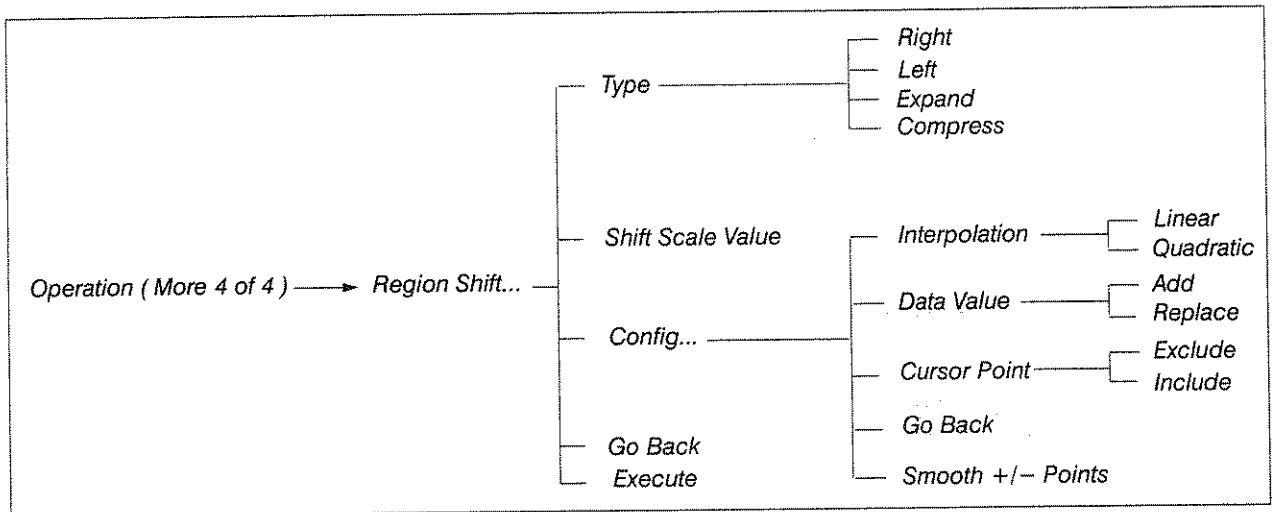 Operation ( More 4 of 4 )
Region Shift...
Type
Right
Left
Expand
Compress
Shift Scale Value
Config...
Interpolation
Linear
Quadratic
Data Value
Add
Replace
Cursor Point
Exclude
Include
Go Back
Smooth +/− Points
Go Back
Execute